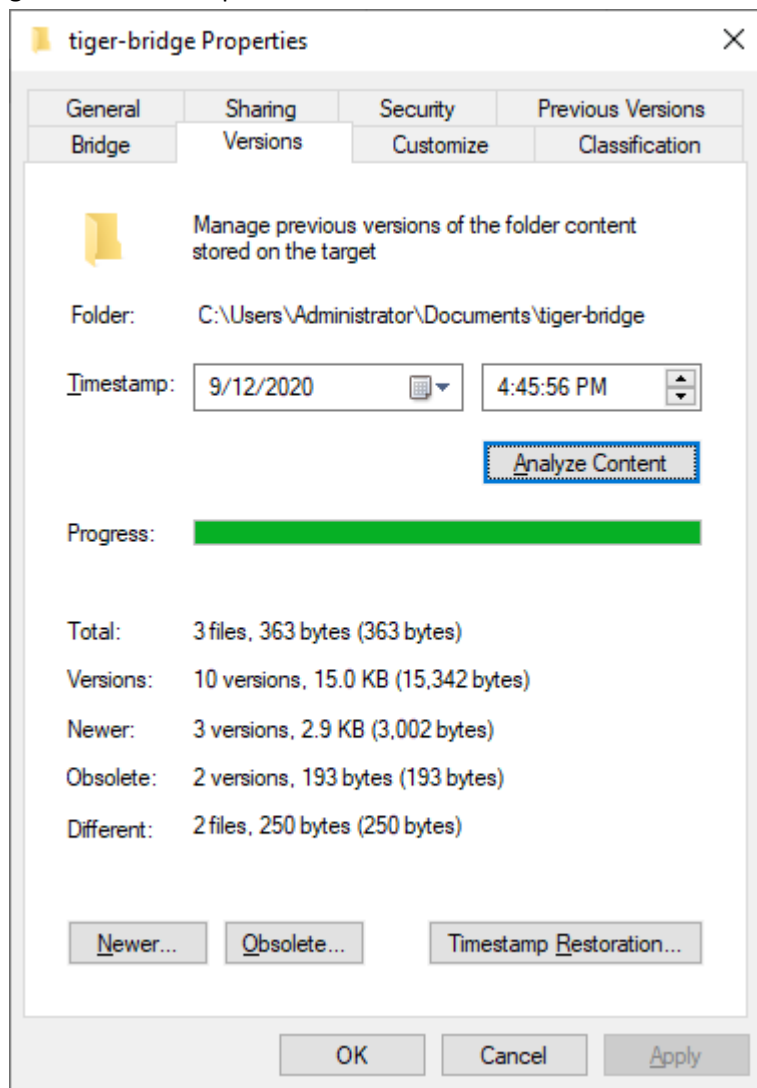 tiger-bridge Properties
General Sharing Security Previous Versions
Bridge Versions Customize Classification
Manage previous versions of the folder content
stored on the target
Folder: C:\Users\Administrator\Documents\tiger-bridge
Timestamp: 9/12/2020 4:45:56 PM
Analyze Content
Progress:
Total: 3 files, 363 bytes (363 bytes)
Versions: 10 versions, 15.0 KB (15,342 bytes)
Newer: 3 versions, 2.9 KB (3,002 bytes)
Obsolete: 2 versions, 193 bytes (193 bytes)
Different: 2 files, 250 bytes (250 bytes)
Newer... Obsolete... Timestamp Restoration...
OK Cancel Apply